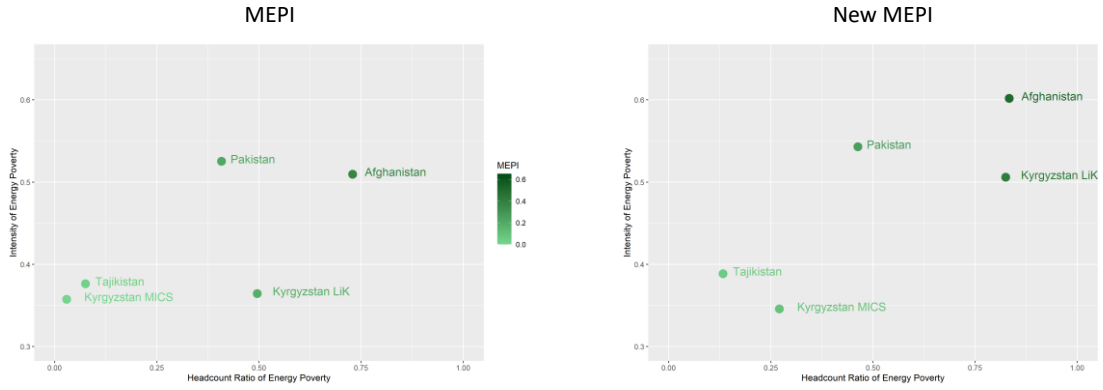 MEPI
New MEPI
0.6
0.5
0.4
0.3
Intensity of Energy Poverty
Pakistan
Afghanistan
Tajikistan
Kyrgyzstan MICS
Kyrgyzstan LiK
0.00
0.25
0.50
0.75
1.00
Headcount Ratio of Energy Poverty
MEPI
0.6
0.4
0.2
0.0
0.6
0.5
0.4
0.3
Intensity of Energy Poverty
Afghanistan
Pakistan
Kyrgyzstan LiK
Tajikistan
Kyrgyzstan MICS
0.00
0.25
0.50
0.75
1.00
Headcount Ratio of Energy Poverty